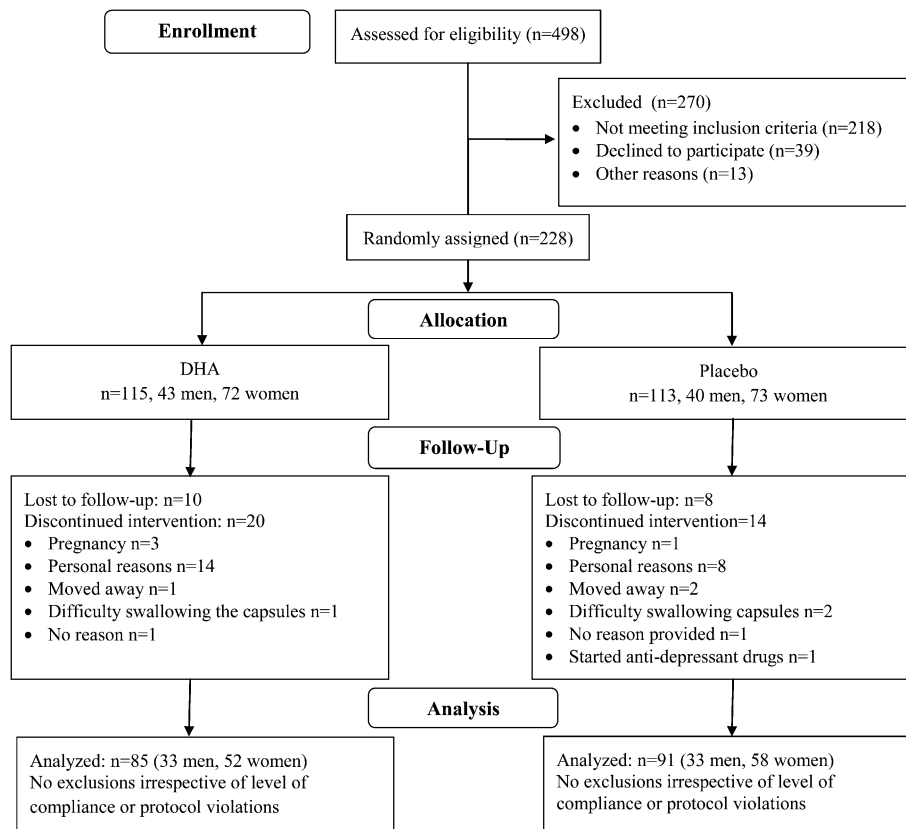 Enrollment
Assessed for eligibility (n=498)
Excluded (n=270)
• Not meeting inclusion criteria (n=218)
• Declined to participate (n=39)
• Other reasons (n=13)
Randomly assigned (n=228)
Allocation
DHA
n=115, 43 men, 72 women
Placebo
n=113, 40 men, 73 women
Follow-Up
Lost to follow-up: n=10
Discontinued intervention: n=20
• Pregnancy n=3
• Personal reasons n=14
• Moved away n=1
• Difficulty swallowing the capsules n=1
• No reason n=1
Lost to follow-up: n=8
Discontinued intervention=14
• Pregnancy n=1
• Personal reasons n=8
• Moved away n=2
• Difficulty swallowing capsules n=2
• No reason provided n=1
• Started anti-depressant drugs n=1
Analysis
Analyzed: n=85 (33 men, 52 women)
No exclusions irrespective of level of
compliance or protocol violations
Analyzed: n=91 (33 men, 58 women)
No exclusions irrespective of level of
compliance or protocol violations